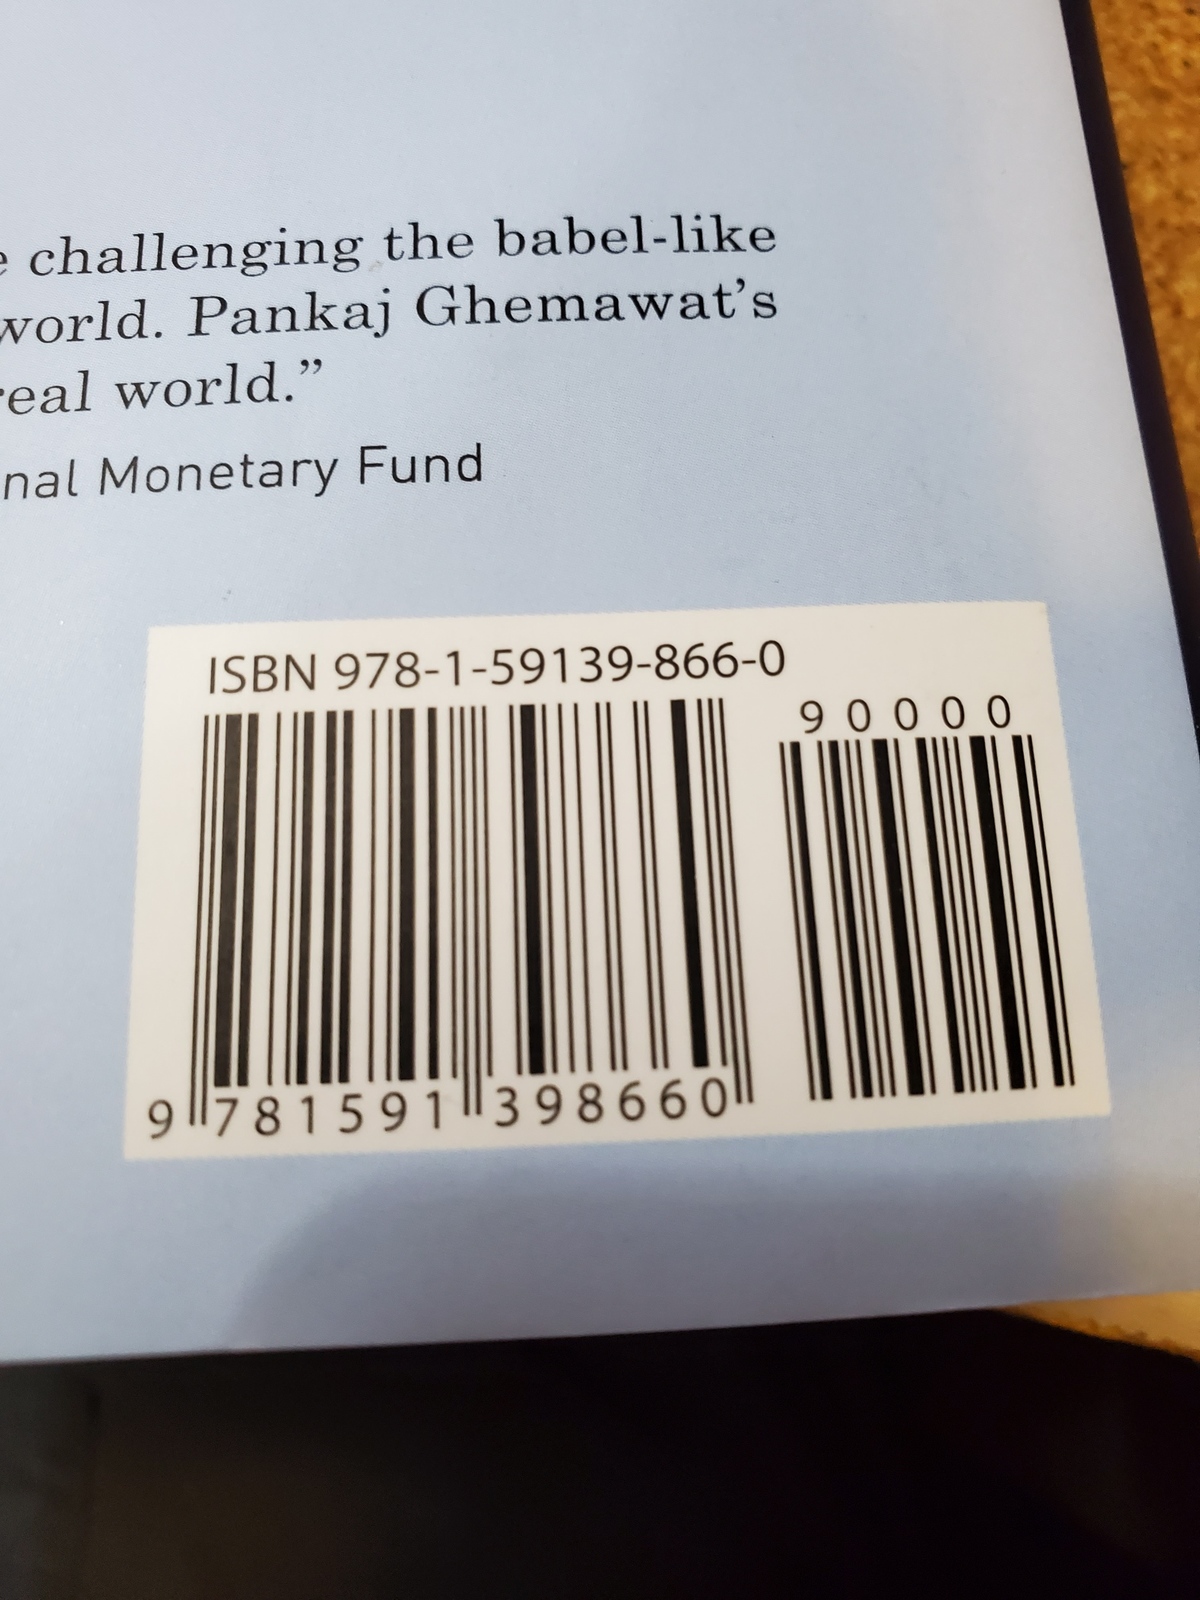 challenging the babel-like
world. Pankaj Ghemawat's
real world.”
nal Monetary Fund
ISBN 978-1-59139-866-0
90000
9 781591 398660